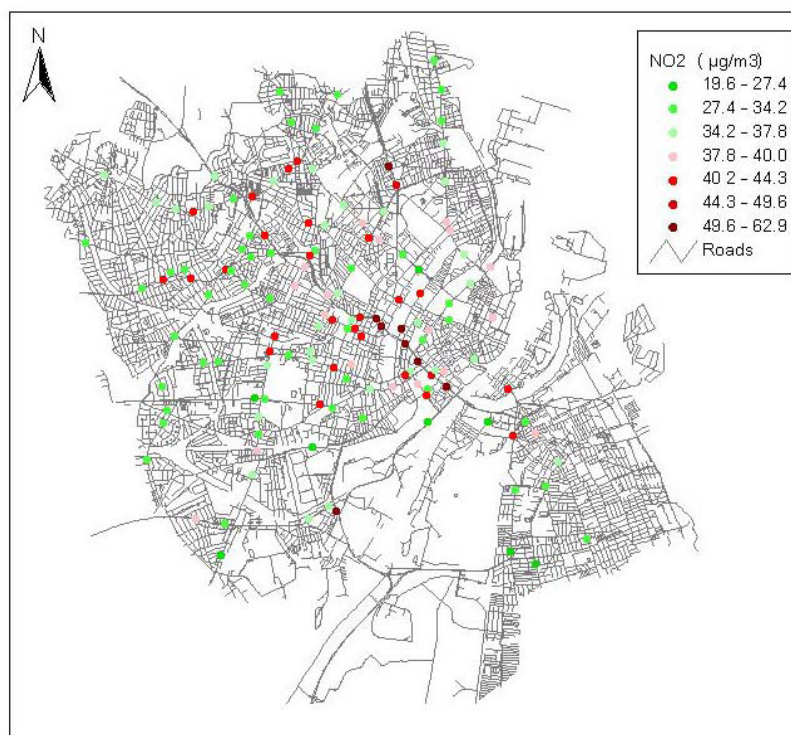 N
NO2 ( µg/m3)
19.6 - 27.4
27.4 - 34.2
34.2 - 37.8
37.8 - 40.0
40.2 - 44.3
44.3 - 49.6
49.6 - 62.9
Roads